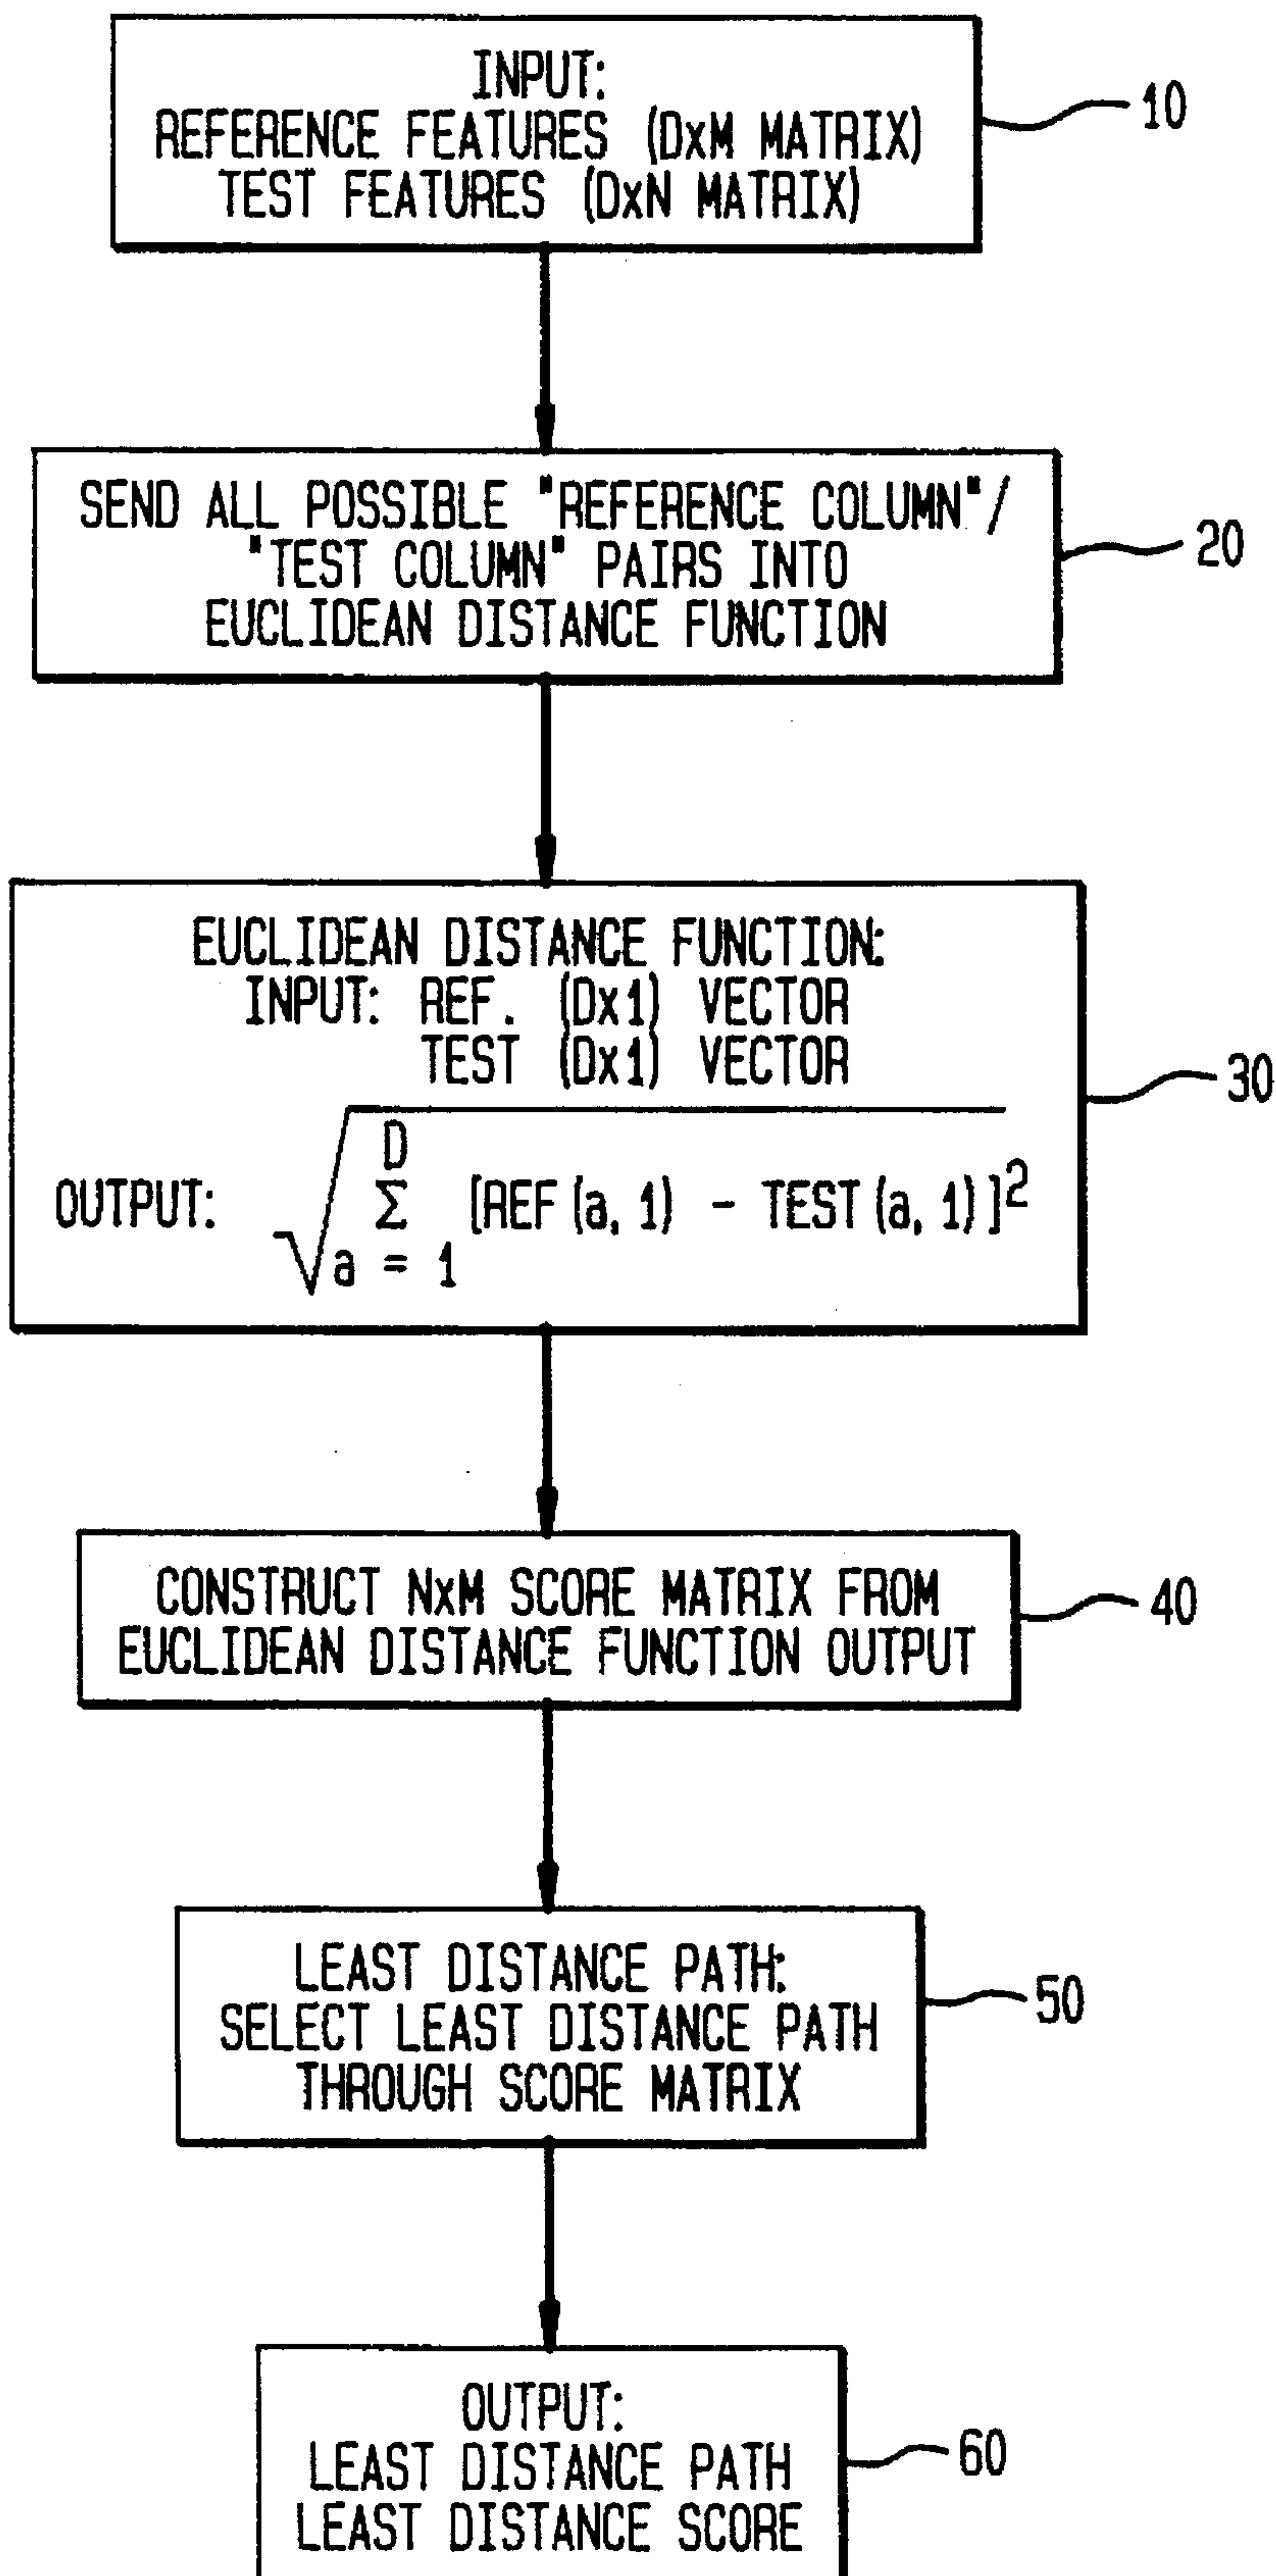 INPUT:
REFERENCE FEATURES (DxM MATRIX)
TEST FEATURES (DxN MATRIX)
10
SEND ALL POSSIBLE "REFERENCE COLUMN"/
"TEST COLUMN" PAIRS INTO
EUCLIDEAN DISTANCE FUNCTION
20
EUCLIDEAN DISTANCE FUNCTION:
INPUT: REF. (Dx1) VECTOR
TEST (Dx1) VECTOR
30
D
OUTPUT: √ Σ [REF (a, 1) - TEST (a, 1)]²
a = 1
CONSTRUCT NxM SCORE MATRIX FROM
EUCLIDEAN DISTANCE FUNCTION OUTPUT
40
LEAST DISTANCE PATH:
SELECT LEAST DISTANCE PATH
THROUGH SCORE MATRIX
50
OUTPUT:
LEAST DISTANCE PATH
LEAST DISTANCE SCORE
60